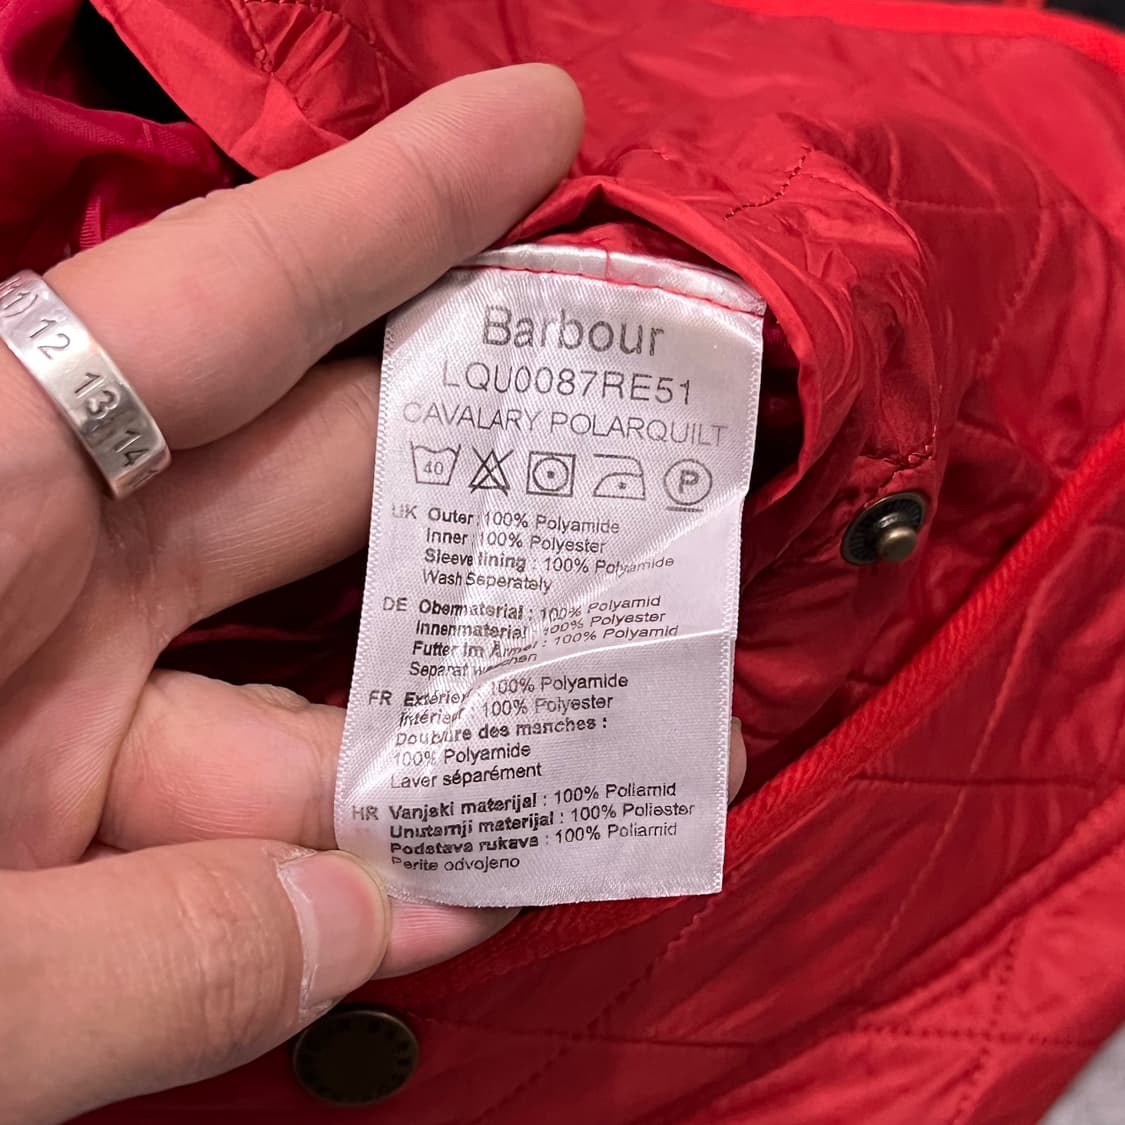 11 12 13 14
Barbour
LQU0087RE51
CAVALARY POLARQUILT
40
P
UK Outer : 100% Polyamide
Inner : 100% Polyester
Sleeve lining : 100% Polyamide
Wash Seperately
DE Obermaterial : 100% Polyamid
Innenmaterial : 100% Polyester
Futter im Ärmel : 100% Polyamid
Separat waschen
FR Extérieur : 100% Polyamide
Intérieur : 100% Polyester
Doublure des manches :
100% Polyamide
Laver séparément
HR Vanjski materijal : 100% Poliamid
Unutarnji materijal : 100% Poliester
Podstava rukava : 100% Poliamid
Perite odvojeno